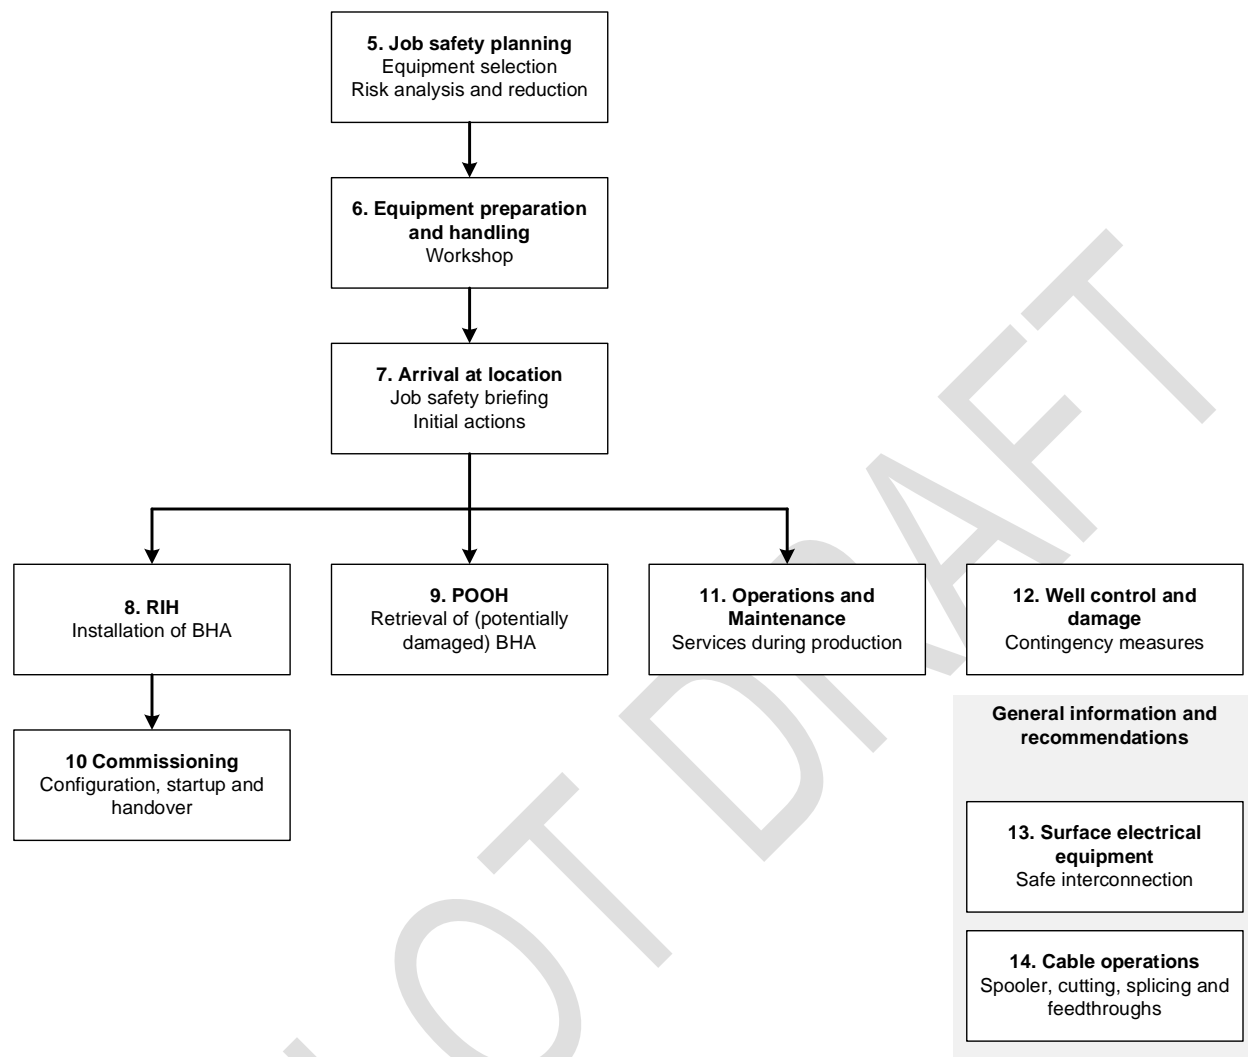 5. Job safety planning
Equipment selection
Risk analysis and reduction
6. Equipment preparation
and handling
Workshop
7. Arrival at location
Job safety briefing
Initial actions
8. RIH
Installation of BHA
9. POOH
Retrieval of (potentially
damaged) BHA
11. Operations and
Maintenance
Services during production
12. Well control and
damage
Contingency measures
10 Commissioning
Configuration, startup and
handover
General information and
recommendations
13. Surface electrical
equipment
Safe interconnection
14. Cable operations
Spooler, cutting, splicing and
feedthroughs
LOT DRAFT